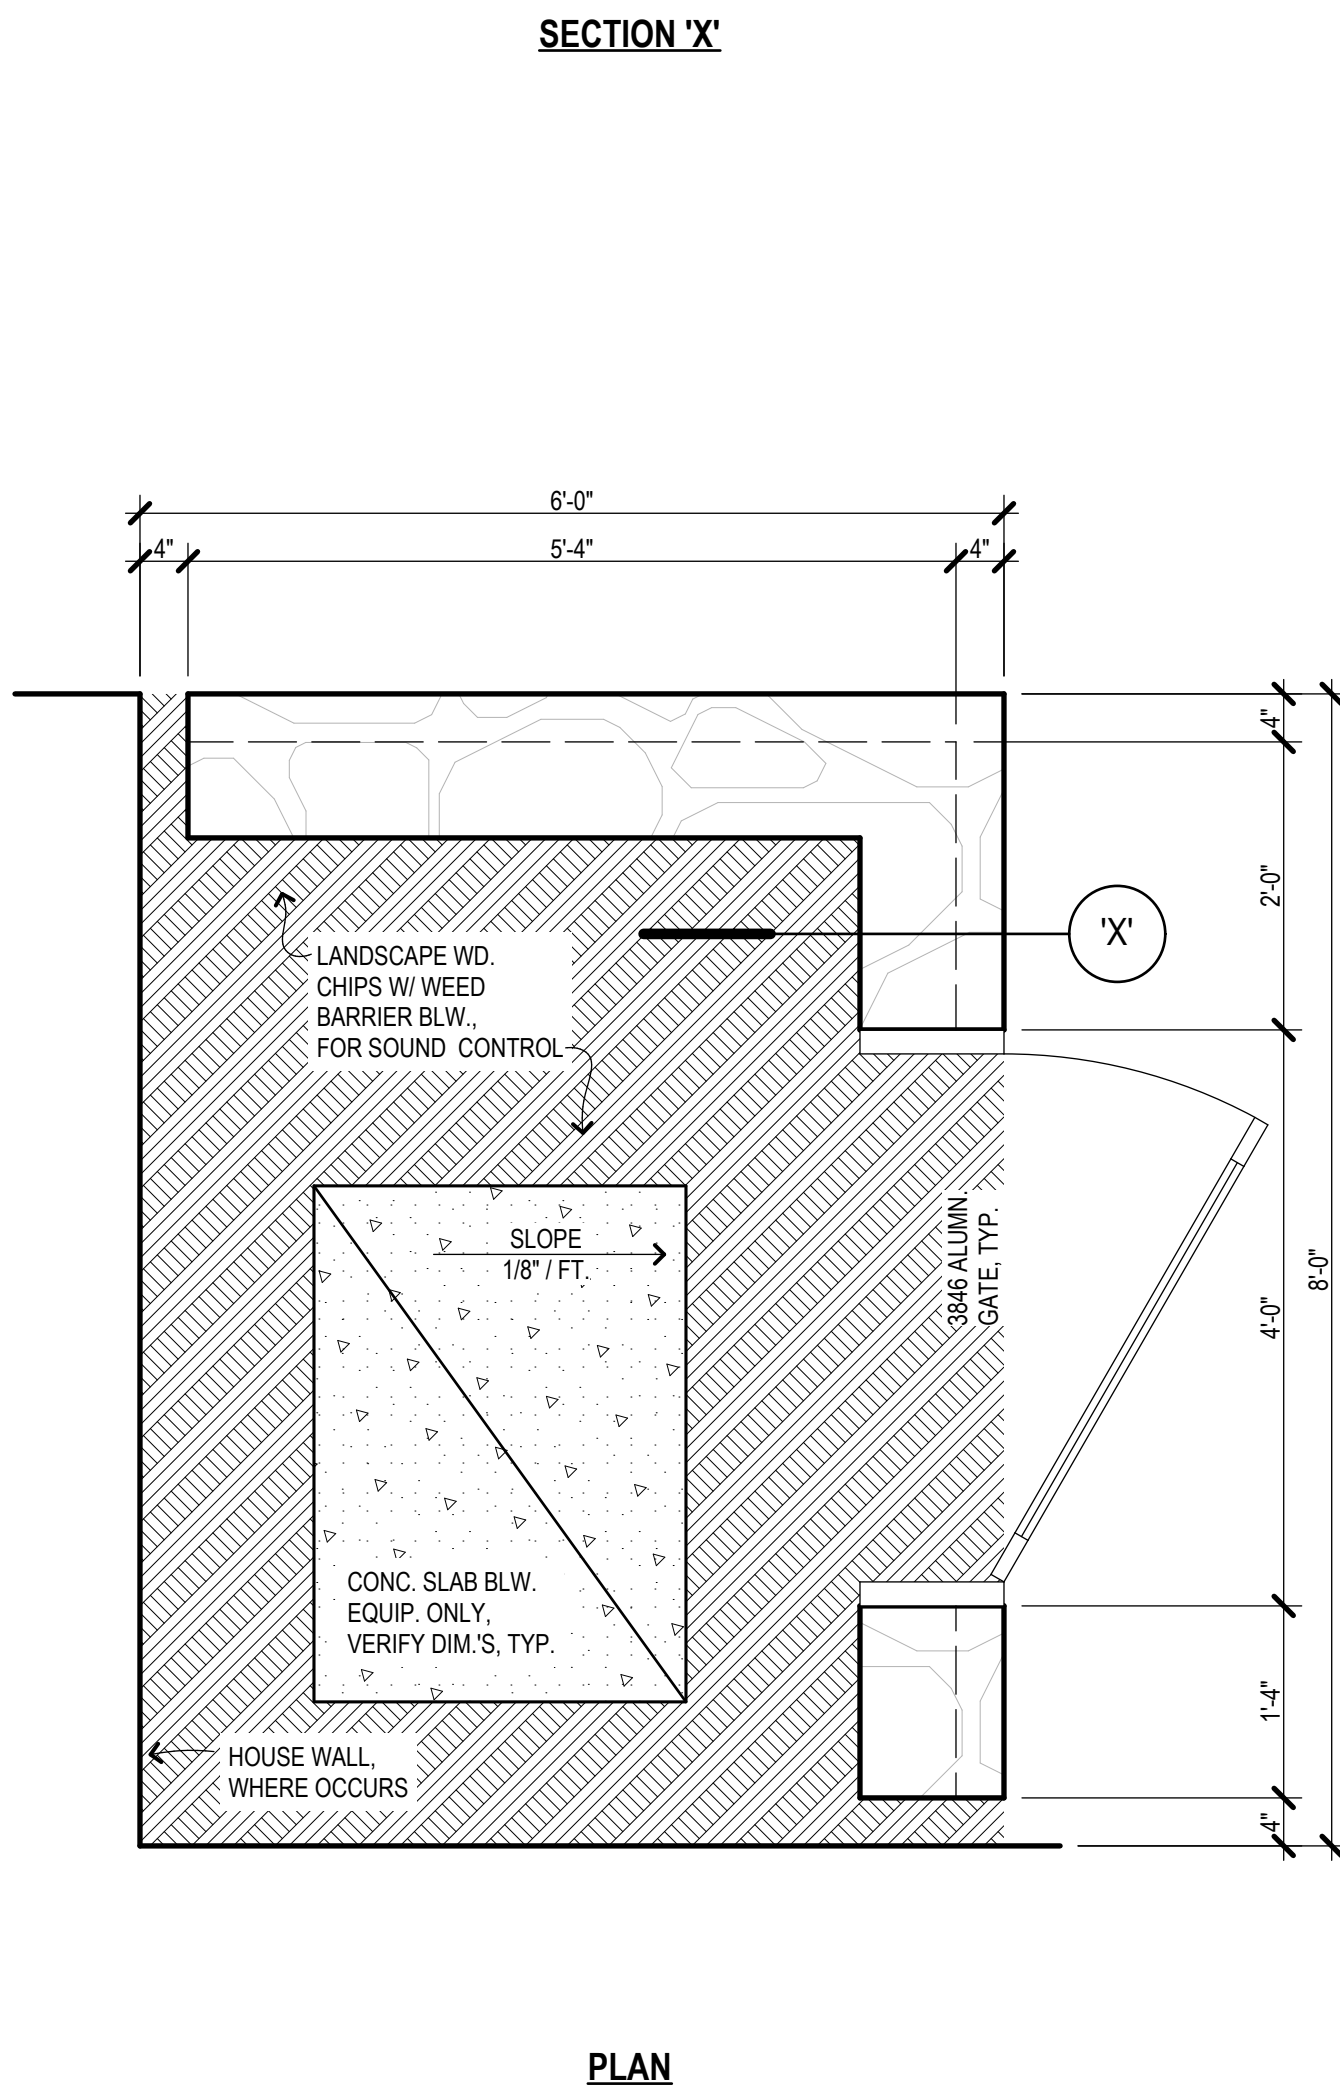 SECTION 'X'
6'-0"
4"
5'-4"
4"
4"
2'-0"
'X'
LANDSCAPE WD.
CHIPS W/ WEED
BARRIER BLW.,
FOR SOUND CONTROL
SLOPE
1/8" / FT.
3846 ALUMN.
GATE, TYP.
4'-0"
8'-0"
CONC. SLAB BLW.
EQUIP. ONLY,
VERIFY DIM.'S, TYP.
1'-4"
HOUSE WALL,
WHERE OCCURS
4"
PLAN